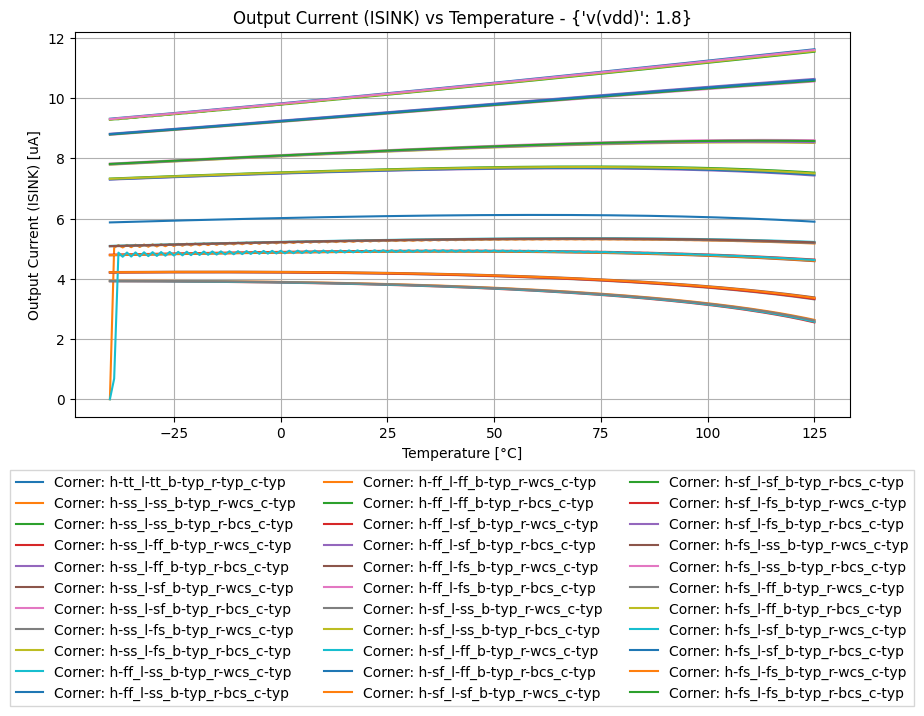 Output Current (ISINK) vs Temperature - {'v(vdd)': 1.8}
Output Current (ISINK) [uA]
12
10
8
6
4
2
0
−25 0 25 50 75 100 125
Temperature [°C]
Corner: h-tt_l-tt_b-typ_r-typ_c-typ
Corner: h-ss_l-ss_b-typ_r-wcs_c-typ
Corner: h-ss_l-ss_b-typ_r-bcs_c-typ
Corner: h-ss_l-ff_b-typ_r-wcs_c-typ
Corner: h-ss_l-ff_b-typ_r-bcs_c-typ
Corner: h-ss_l-sf_b-typ_r-wcs_c-typ
Corner: h-ss_l-sf_b-typ_r-bcs_c-typ
Corner: h-ss_l-fs_b-typ_r-wcs_c-typ
Corner: h-ss_l-fs_b-typ_r-bcs_c-typ
Corner: h-ff_l-ss_b-typ_r-wcs_c-typ
Corner: h-ff_l-ss_b-typ_r-bcs_c-typ
Corner: h-ff_l-ff_b-typ_r-wcs_c-typ
Corner: h-ff_l-ff_b-typ_r-bcs_c-typ
Corner: h-ff_l-sf_b-typ_r-wcs_c-typ
Corner: h-ff_l-sf_b-typ_r-bcs_c-typ
Corner: h-ff_l-fs_b-typ_r-wcs_c-typ
Corner: h-ff_l-fs_b-typ_r-bcs_c-typ
Corner: h-sf_l-ss_b-typ_r-wcs_c-typ
Corner: h-sf_l-ss_b-typ_r-bcs_c-typ
Corner: h-sf_l-ff_b-typ_r-wcs_c-typ
Corner: h-sf_l-ff_b-typ_r-bcs_c-typ
Corner: h-sf_l-sf_b-typ_r-wcs_c-typ
Corner: h-sf_l-sf_b-typ_r-bcs_c-typ
Corner: h-sf_l-fs_b-typ_r-wcs_c-typ
Corner: h-sf_l-fs_b-typ_r-bcs_c-typ
Corner: h-fs_l-ss_b-typ_r-wcs_c-typ
Corner: h-fs_l-ss_b-typ_r-bcs_c-typ
Corner: h-fs_l-ff_b-typ_r-wcs_c-typ
Corner: h-fs_l-ff_b-typ_r-bcs_c-typ
Corner: h-fs_l-sf_b-typ_r-wcs_c-typ
Corner: h-fs_l-sf_b-typ_r-bcs_c-typ
Corner: h-fs_l-fs_b-typ_r-wcs_c-typ
Corner: h-fs_l-fs_b-typ_r-bcs_c-typ